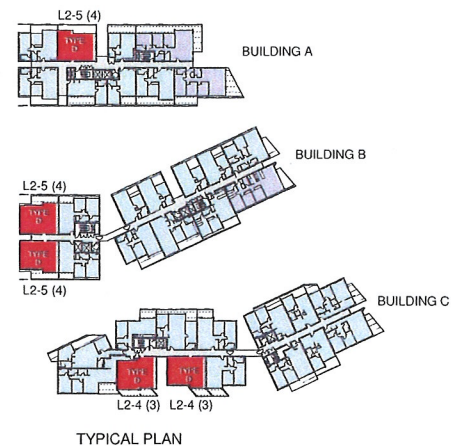 L2-5 (4)
TYPE
D
BUILDING A
BUILDING B
L2-5 (4)
TYPE
D
TYPE
D
L2-5 (4)
BUILDING C
TYPE
D
TYPE
D
L2-4 (3) L2-4 (3)
TYPICAL PLAN